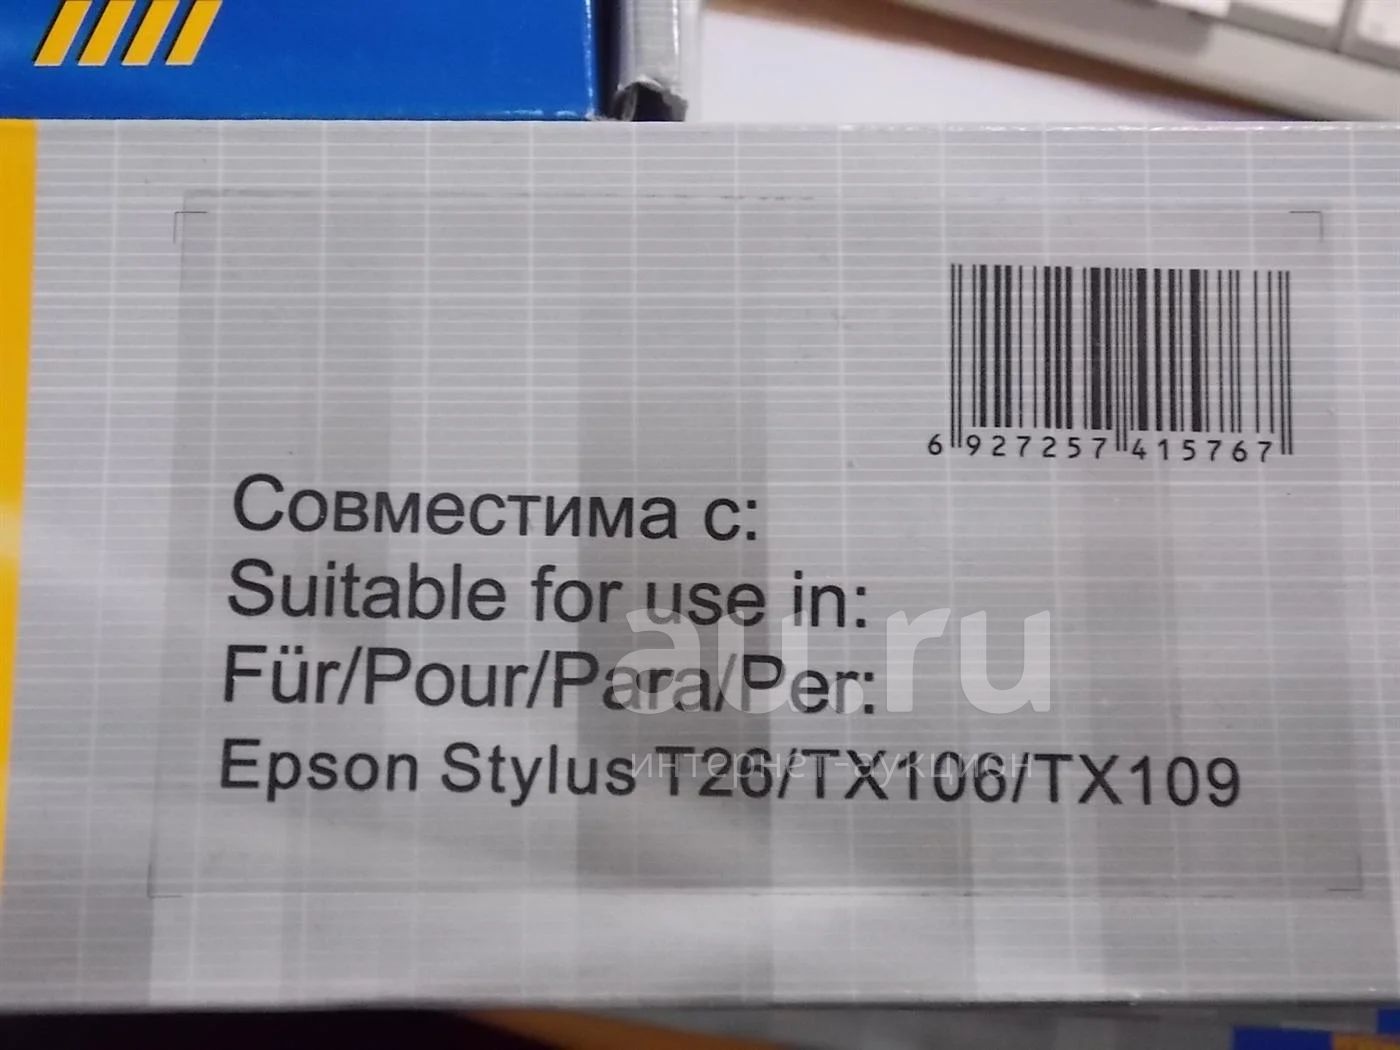 6 927257 415767
Совместима с:
Suitable for use in:
Für/Pour/Para/Per:
Epson Stylus T26/TX106/TX109
au.ru
интернет-аукцион